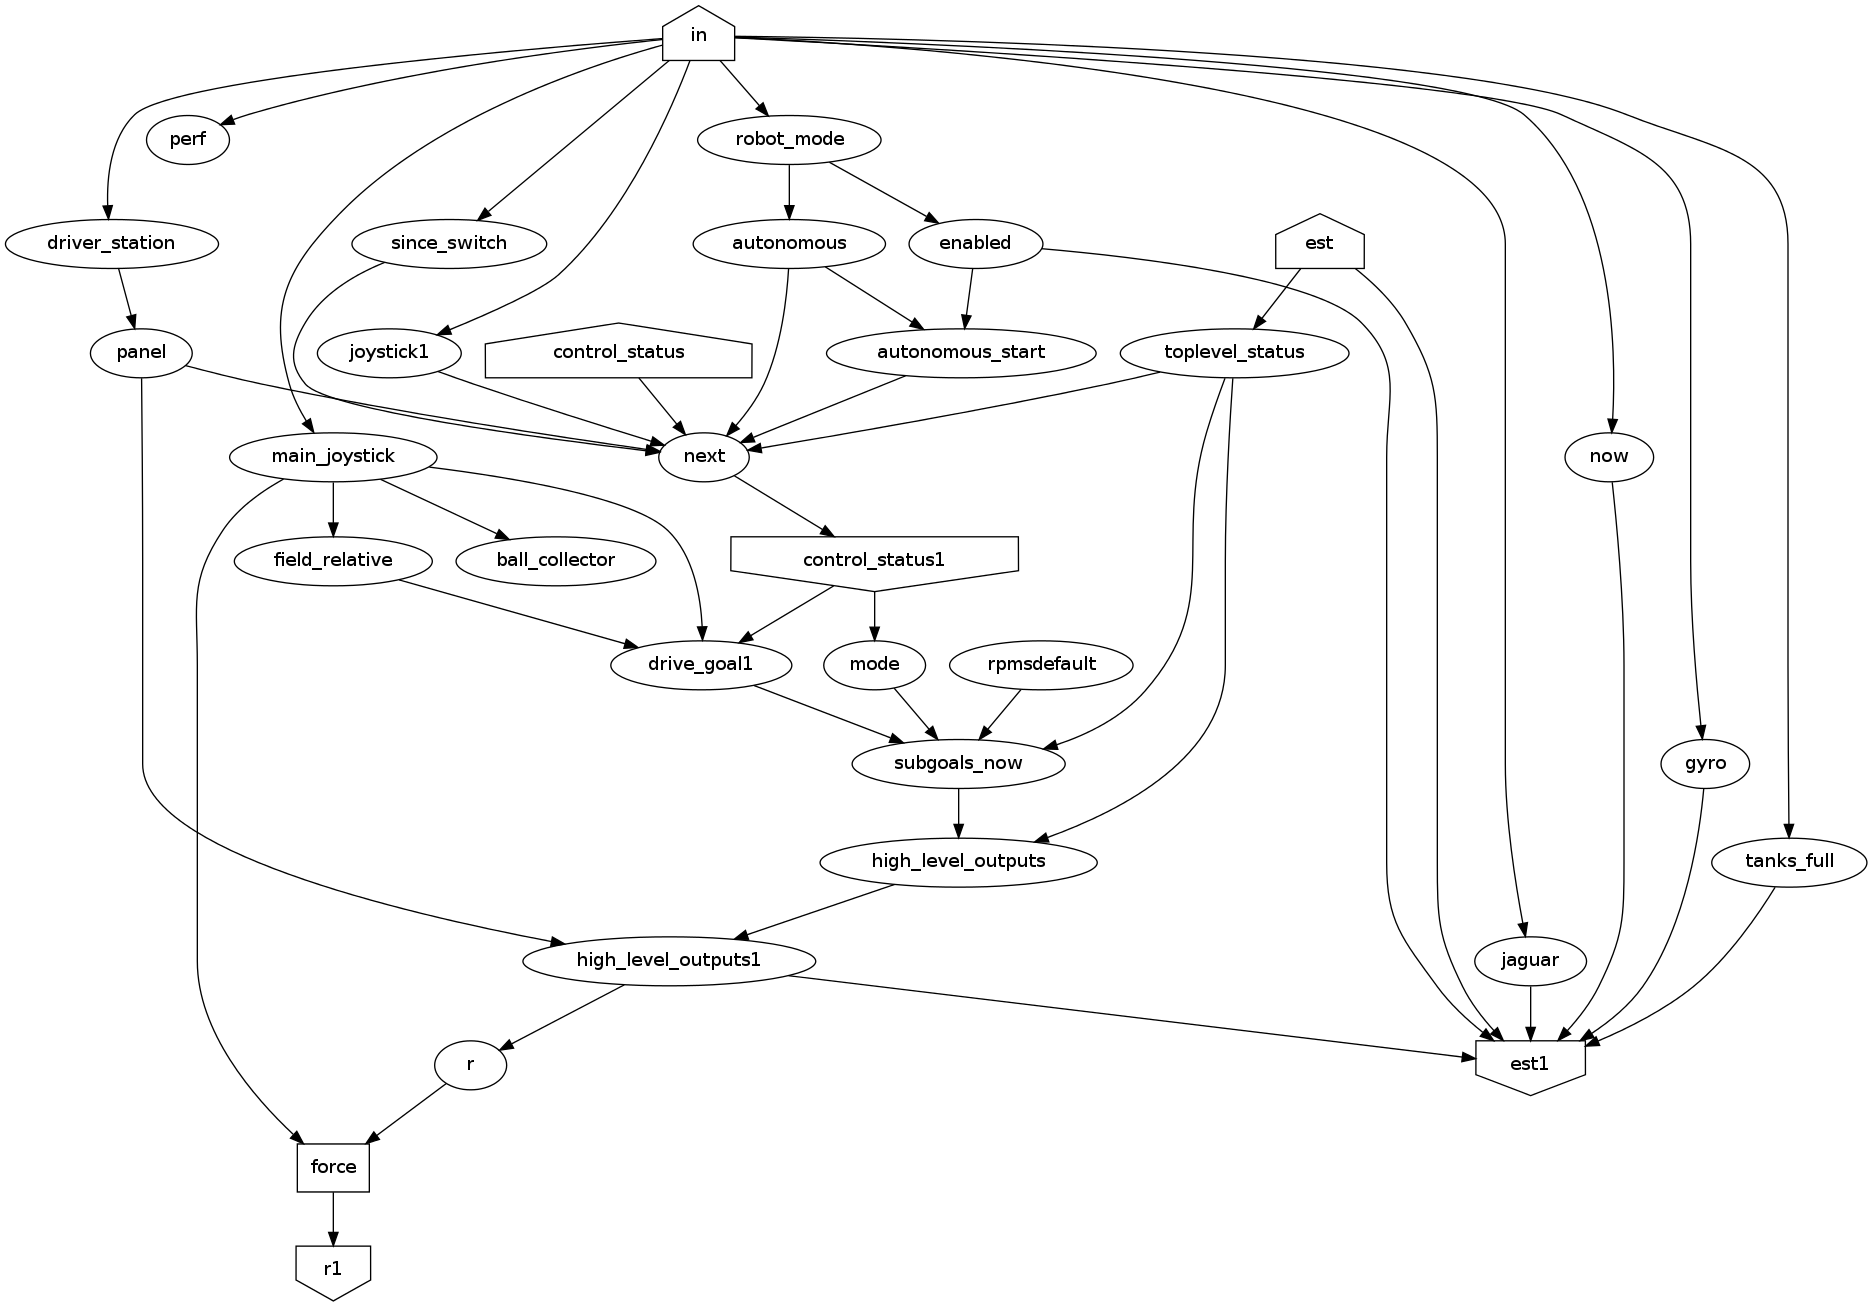 in
perf
robot_mode
driver_station
since_switch
autonomous
enabled
est
panel
joystick1
control_status
autonomous_start
toplevel_status
main_joystick
next
now
field_relative
ball_collector
control_status1
drive_goal1
mode
rpmsdefault
subgoals_now
gyro
high_level_outputs
tanks_full
high_level_outputs1
jaguar
r
est1
force
r1